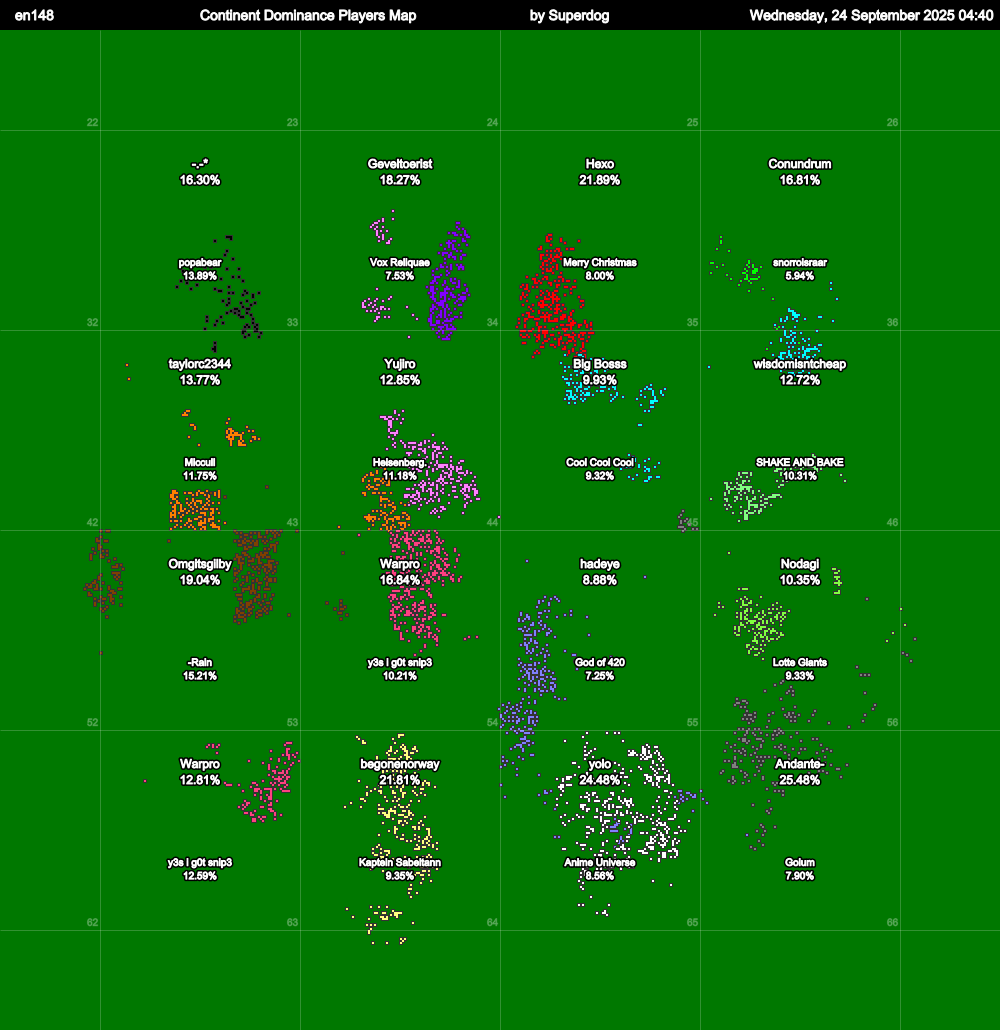 en148 Continent Dominance Players Map by Superdog Wednesday, 24 September 2025 04:40
22 23 24 25 26
.-.-* Geveltoerist Hexo Conundrum
16.30% 18.27% 21.89% 16.81%
popabear Vox Reliquae Merry Christmas snorrolsraar
13.89% 7.53% 8.00% 5.94%
32 33 34 35 36
taylorc2344 Yujiro Big Bosss wisdomisntcheap
13.77% 12.85% 9.93% 12.72%
Miccull Heisenberg. Cool Cool Cool SHAKE AND BAKE
11.75% 11.18% 9.32% 10.31%
42 43 44 45 46
Omgitsgilby Warpro hadeye Nodagi
19.04% 16.84% 8.88% 10.35%
-Rain y3s i g0t snip3 God of 420 Lotte Giants
15.21% 10.21% 7.25% 9.33%
52 53 54 55 56
Warpro begonenorway yolo Andante-
12.81% 21.81% 24.48% 25.48%
y3s i g0t snip3 Kaptein Sabeltann Anime Universe Golum
12.59% 9.35% 8.56% 7.90%
62 63 64 65 66